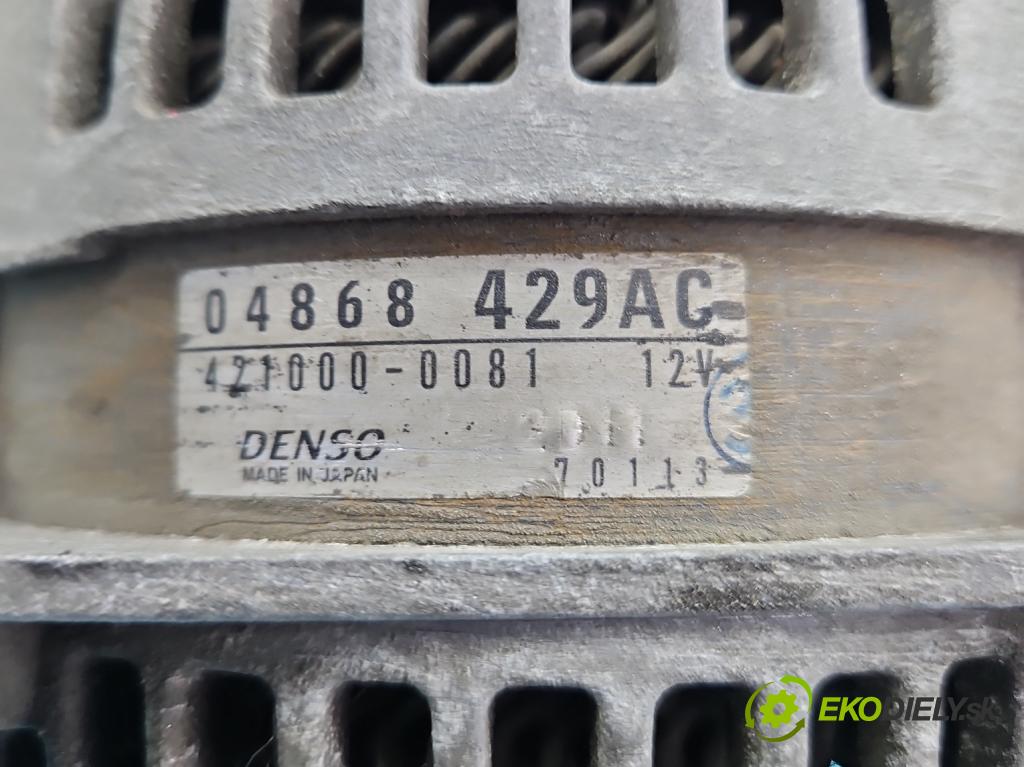 04868 429AC
421000-0081 12V
DENSO
MADE IN JAPAN
70113
EKODIELY.sk